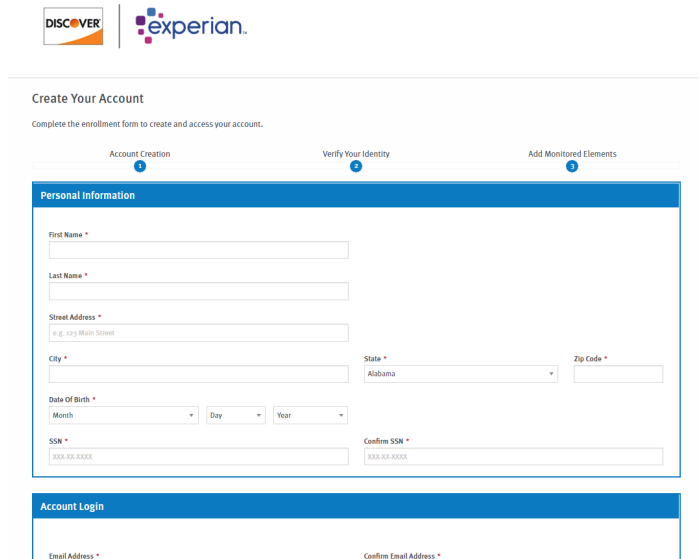 DISCOVER
experian.
Create Your Account
Complete the enrollment form to create and access your account.
Account Creation Verify Your Identity Add Monitored Elements
1 2 3
Personal Information
First Name *
Last Name *
Street Address *
e.g. 123 Main Street
City * State * Zip Code *
Alabama
Date Of Birth *
Month Day Year
SSN * Confirm SSN *
XXX-XX-XXXX XXX-XX-XXXX
Account Login
Email Address * Confirm Email Address *